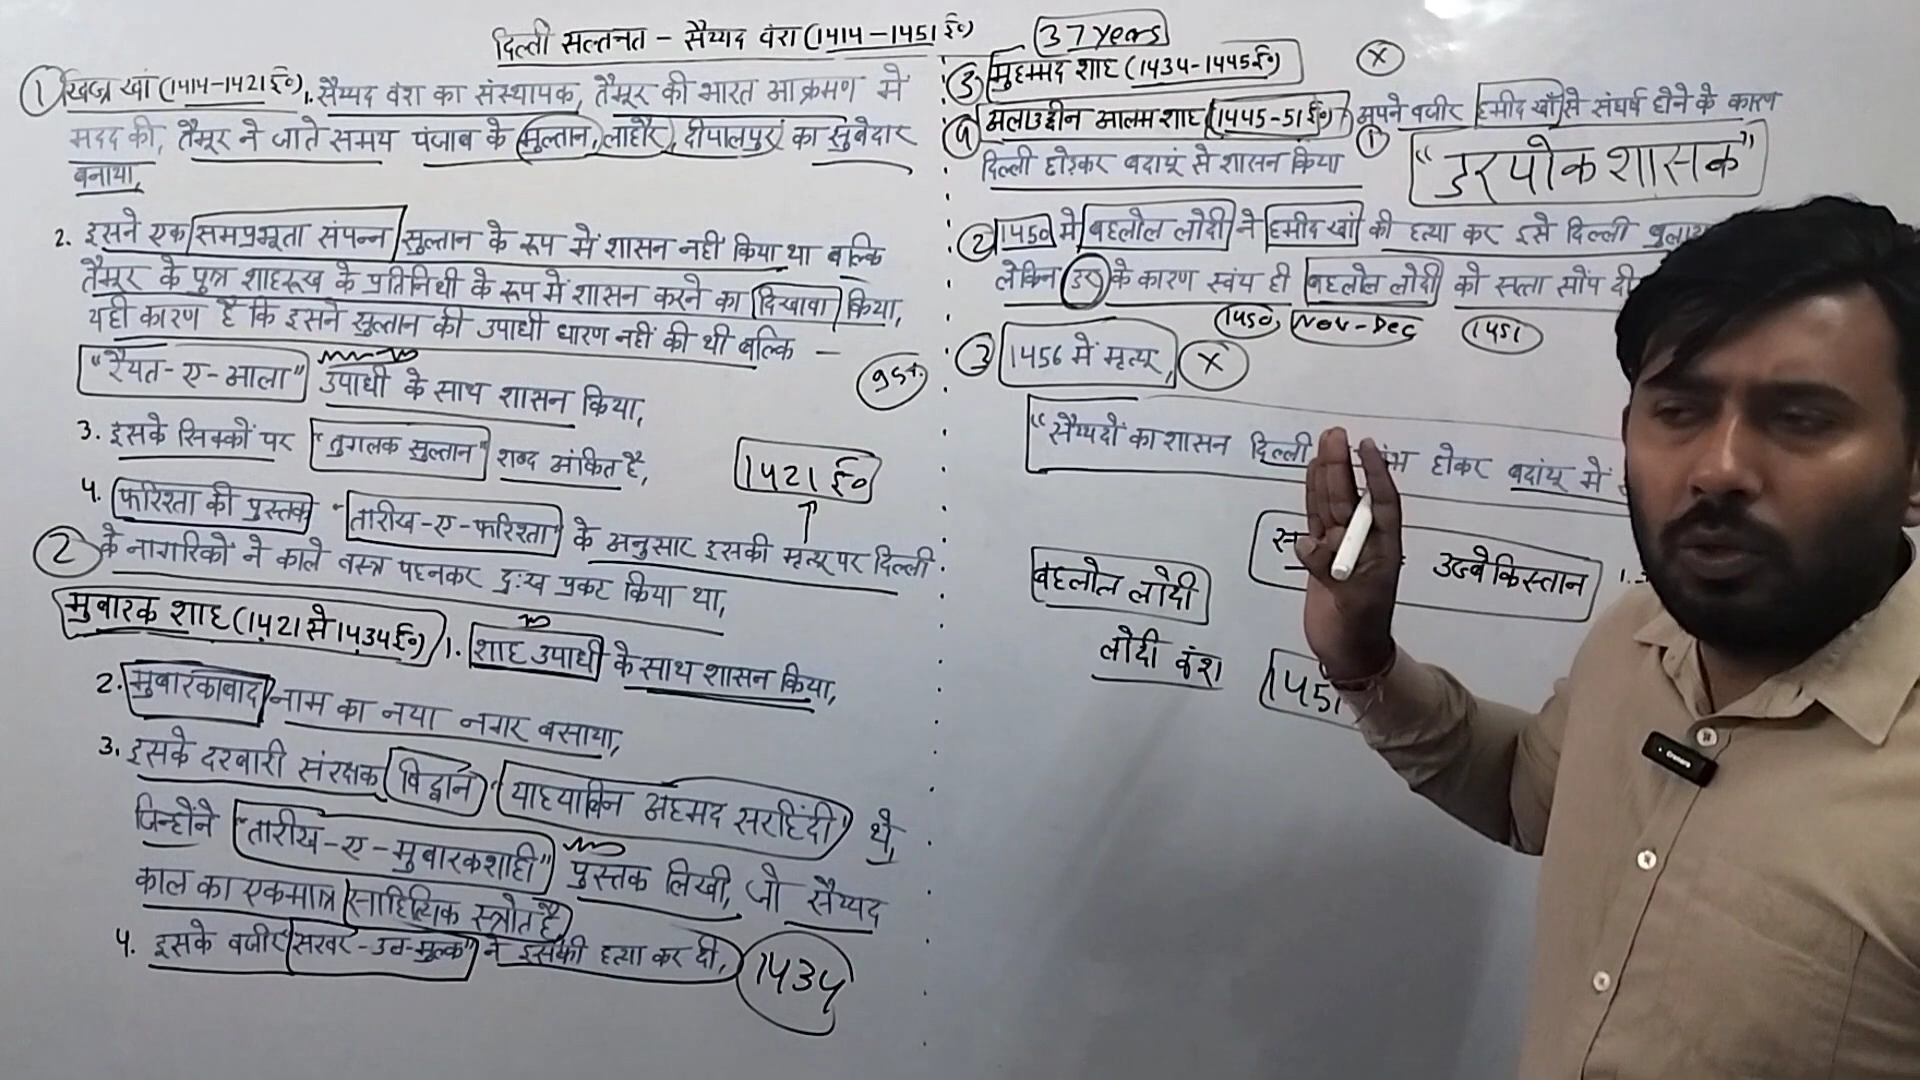 दिल्ली सल्तनत - सैय्यद वंश (1414-1451 ई०)
37 Years
① खिज्र खां (1414-1421 ई०) 1. सैय्यद वंश का संस्थापक, तैमूर की भारत आक्रमण में
मदद की, तैमूर ने जाते समय पंजाब के मुल्तान, लाहौर, दीपालपुर का सुबेदार
बनाया,
2. इसने एक सम्प्रभूता संपन्न सुल्तान के रूप में शासन नहीं किया था बल्कि
तैमूर के पुत्र शाहरूख के प्रतिनिधी के रूप में शासन करने का दिखावा किया,
यही कारण है कि इसने सुल्तान की उपाधी धारण नहीं की थी बल्कि -
"रैयत-ए-आला" उपाधी के साथ शासन किया,
3. इसके सिक्कों पर "तुगलक सुल्तान" शब्द अंकित है,
1421 ई०
4. फरिश्ता की पुस्तक "तारीख-ए-फरिश्ता" के अनुसार इसकी मृत्यू पर दिल्ली
के नागरिकों ने काले वस्त्र पहनकर दुःख प्रकट किया था,
②
मुबारक शाह (1421 से 1434 ई०) 1. शाह उपाधी के साथ शासन किया,
2. मुबारकाबाद नाम का नया नगर बसाया,
3. इसके दरबारी संरक्षक विद्वान "याहयाबिन अहमद सरहिंदी" थे,
जिन्होंने "तारीख-ए-मुबारकशाही" पुस्तक लिखी, जो सैय्यद
काल का एकमात्र साहित्यिक स्त्रोत है,
4. इसके वजीर "सरवर-उल-मुल्क" ने इसकी हत्या कर दी,
1434
③ मुहम्मद शाह (1434-1445 ई०)
X
④ अलाउद्दीन आलम शाह (1445-51 ई०) अपने वजीर हमीद खाँ से संघर्ष होने के कारण
① दिल्ली छोड़कर बदायूं से शासन किया
"डरपोक शासक"
② 1450 में बहलोल लोदी ने हमीद खां की हत्या कर इसे दिल्ली
लेकिन डर के कारण स्वंय ही बहलोल लोदी को सत्ता सोंप दी
1450, Nov-Dec 1451
③ 1456 में मृत्यू, X
"सैय्यदों का शासन दिल्ली होकर बदांयू में
उज्बेकिस्तान
बहलोल लोदी
लोदी वंश
1451